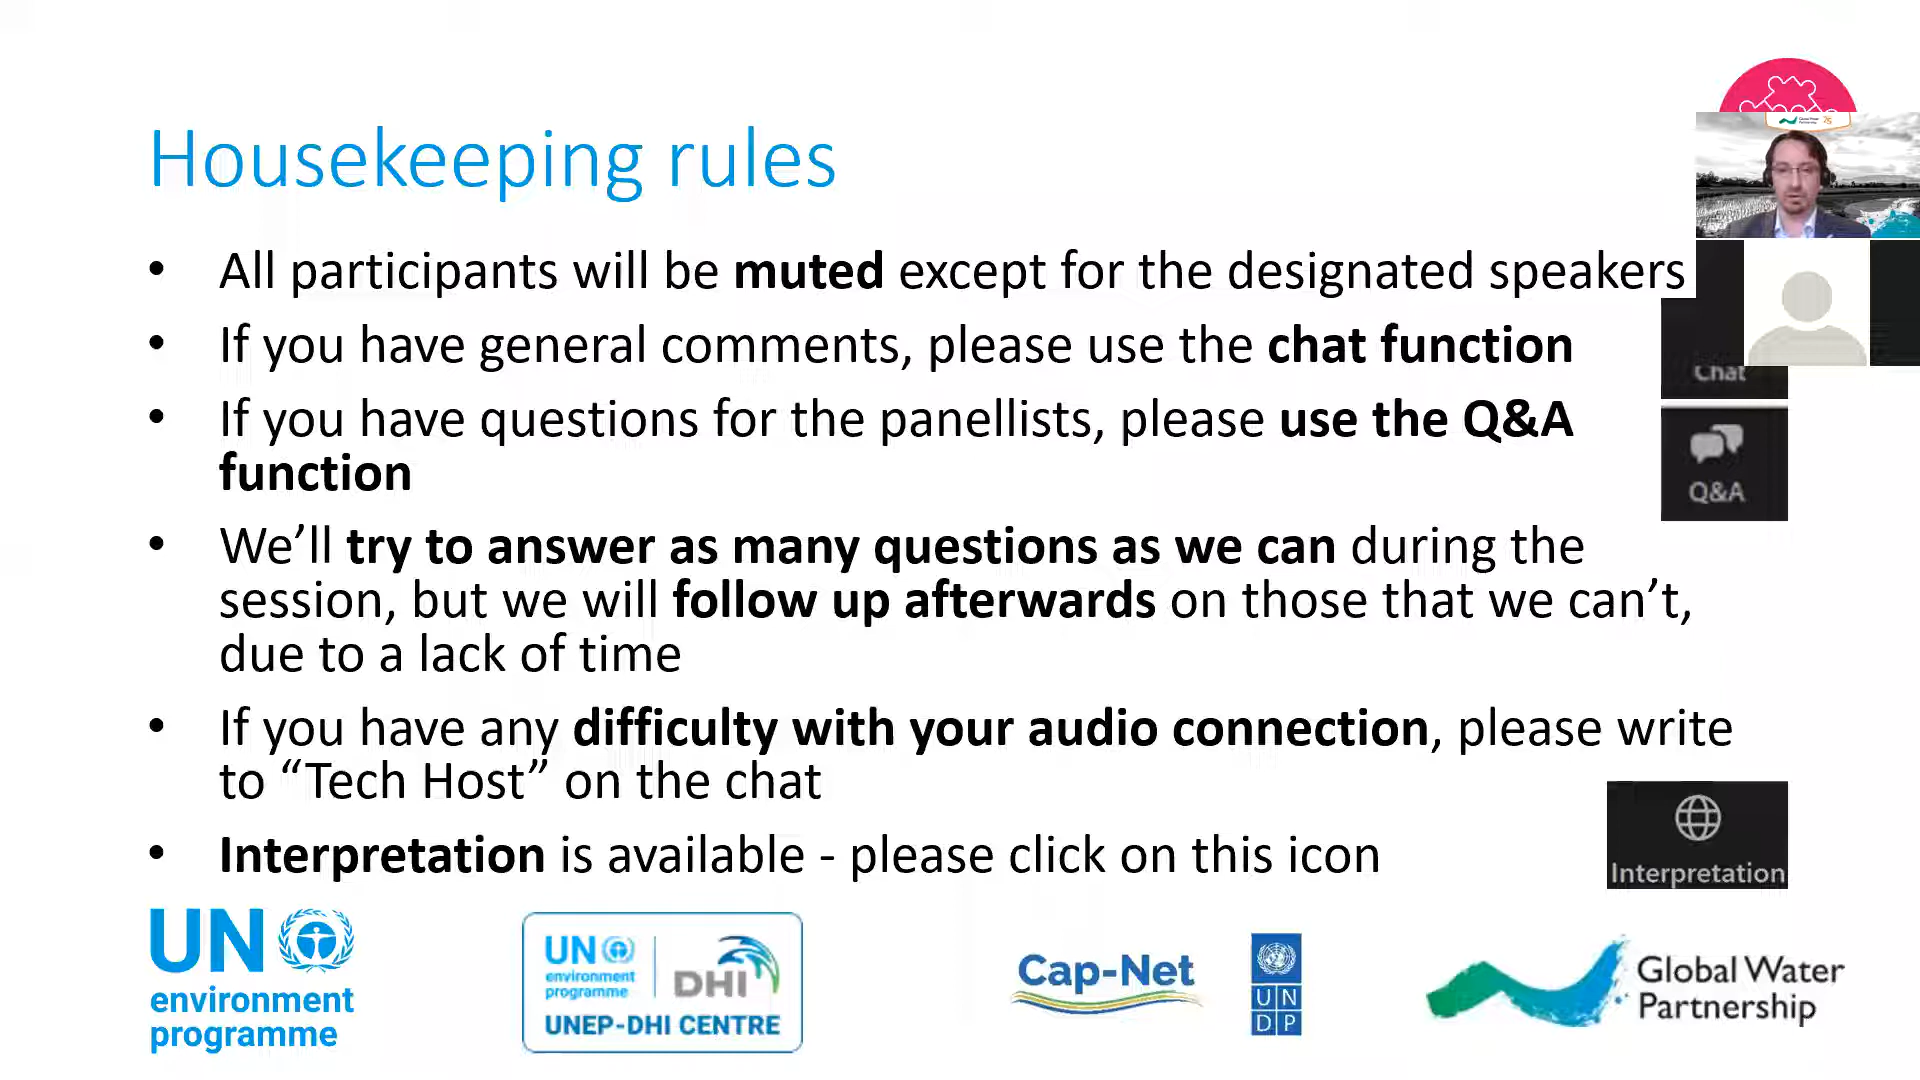 Housekeeping rules
• All participants will be muted except for the designated speakers
• If you have general comments, please use the chat function
Chat
• If you have questions for the panellists, please use the Q&A
function
Q&A
• We’ll try to answer as many questions as we can during the
session, but we will follow up afterwards on those that we can’t,
due to a lack of time
• If you have any difficulty with your audio connection, please write
to “Tech Host” on the chat
• Interpretation is available - please click on this icon
Interpretation
UN
environment
programme
UN
environment
programme
DHI
UNEP-DHI CENTRE
Cap-Net
UN
DP
Global Water
Partnership